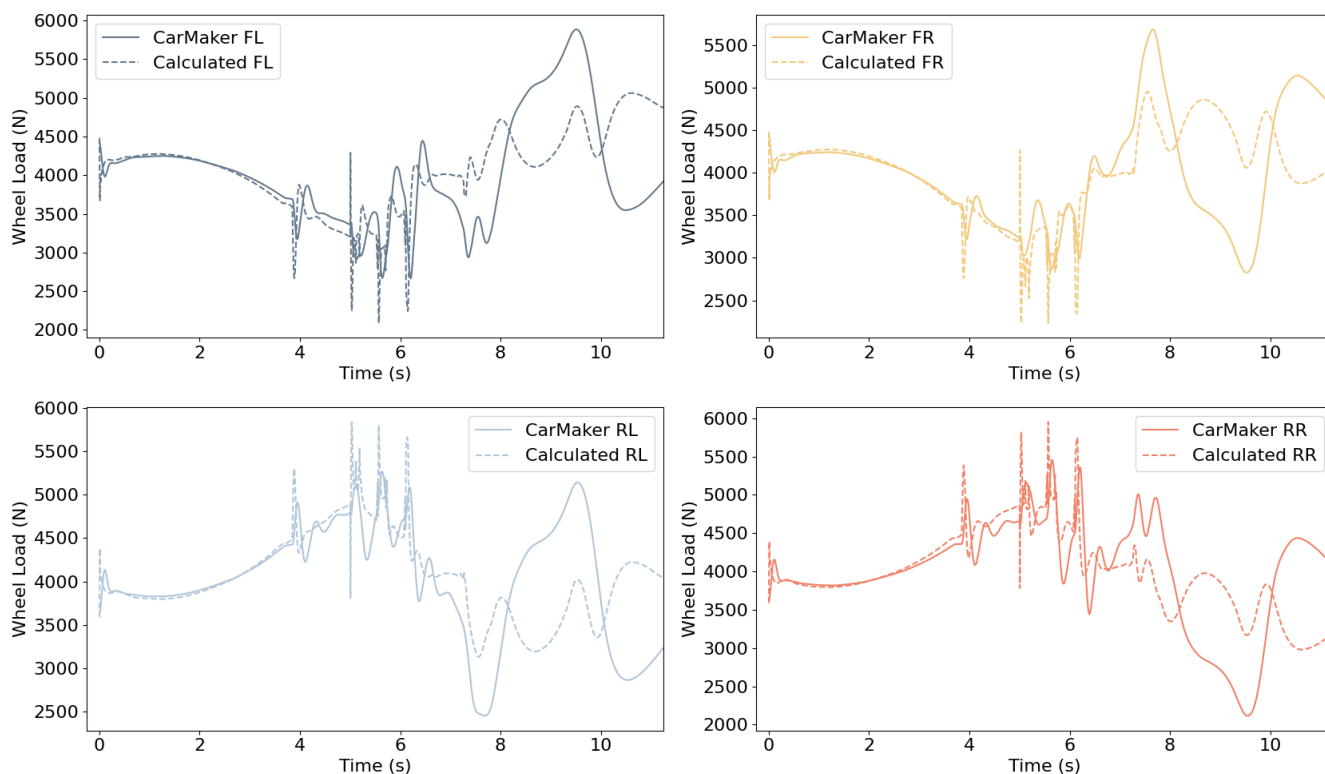 6000
5500
5000
4500
4000
3500
3000
2500
2000
Wheel Load (N)
CarMaker FL
Calculated FL
0 2 4 6 8 10
Time (s)
5500
5000
4500
4000
3500
3000
2500
Wheel Load (N)
CarMaker FR
Calculated FR
0 2 4 6 8 10
Time (s)
6000
5500
5000
4500
4000
3500
3000
2500
Wheel Load (N)
CarMaker RL
Calculated RL
0 2 4 6 8 10
Time (s)
6000
5500
5000
4500
4000
3500
3000
2500
2000
Wheel Load (N)
CarMaker RR
Calculated RR
0 2 4 6 8 10
Time (s)